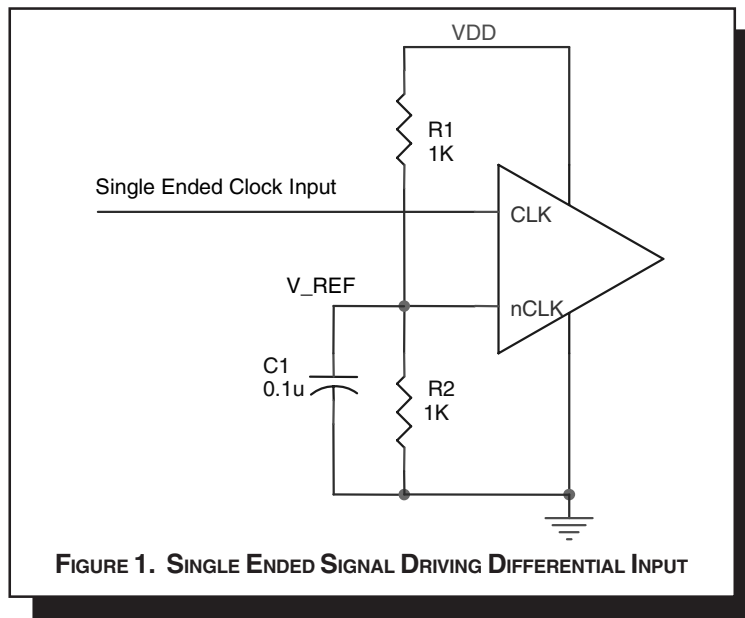 VDD
R1
1K
Single Ended Clock Input
CLK
V_REF
nCLK
C1
0.1u
R2
1K
FIGURE 1. SINGLE ENDED SIGNAL DRIVING DIFFERENTIAL INPUT